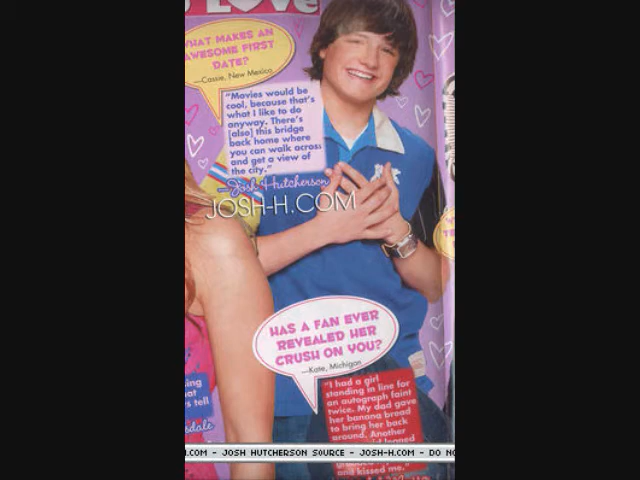 LOVE
WHAT MAKES AN
AWESOME FIRST
DATE?
—Cassie, New Mexico
"Movies would be
cool, because that's
what I like to do
anyway. There's
[also] this bridge
back home where
you can walk across
and get a view of
the city."
—Josh Hutcherson
JOSH-H.COM
HAS A FAN EVER
REVEALED HER
CRUSH ON YOU?
—Kate, Michigan
"I had a girl
standing in line for
an autograph faint
twice. My dad gave
her banana bread
to bring her back
around. Another
leaned
and kissed me."
's tell
.COM - JOSH HUTCHERSON SOURCE - JOSH-H.COM - DO NO